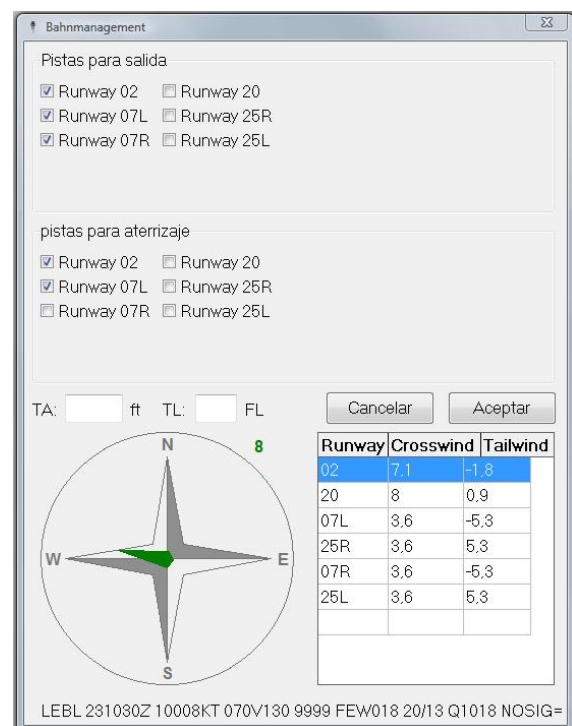 Bahnmanagement
Pistas para salida
Runway 02 Runway 20
Runway 07L Runway 25R
Runway 07R Runway 25L
pistas para aterrizaje
Runway 02 Runway 20
Runway 07L Runway 25R
Runway 07R Runway 25L
TA: ft TL: FL Cancelar Aceptar
N 8
W E
S
Runway Crosswind Tailwind
02 7,1 -1,8
20 8 0,9
07L 3,6 -5,3
25R 3,6 5,3
07R 3,6 -5,3
25L 3,6 5,3
LEBL 231030Z 10008KT 070V130 9999 FEW018 20/13 Q1018 NOSIG=